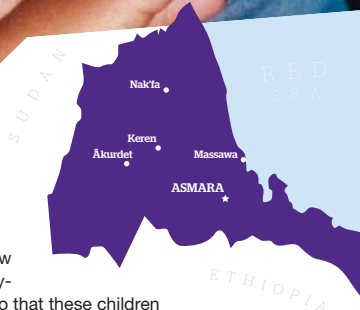 SUDAN
RED
SEA
Nak'fa
Keren
Äkurdet
Massawa
ASMARA
ETHIOPIA
w
y-
o that these children